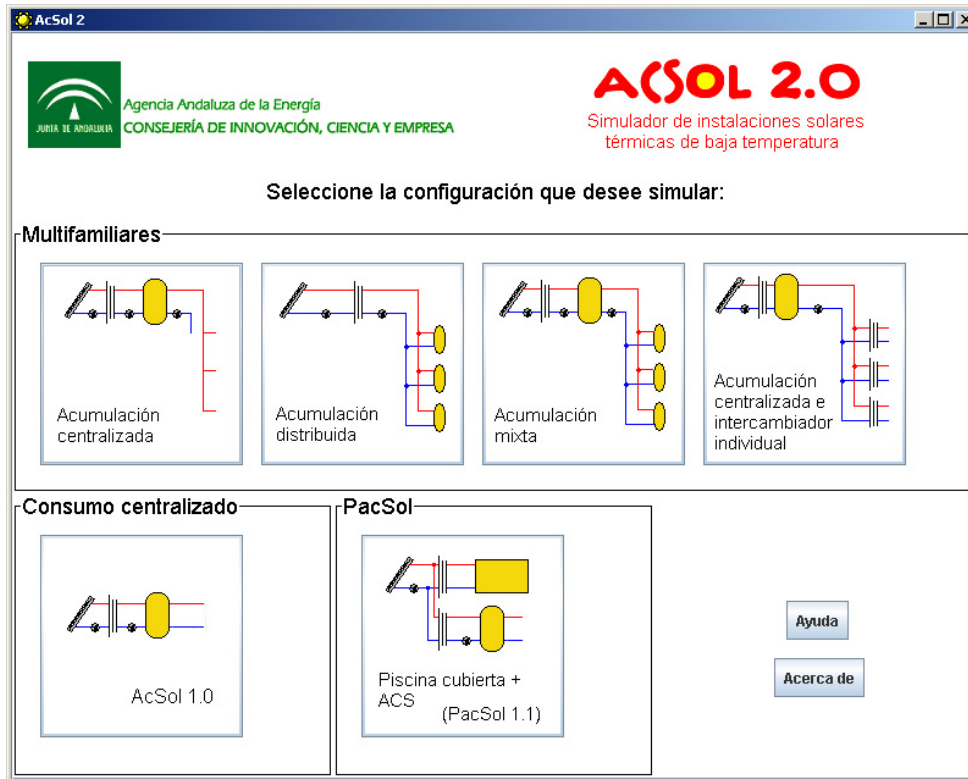 AcSol 2
JUNTA DE ANDALUCIA
Agencia Andaluza de la Energía
CONSEJERÍA DE INNOVACIÓN, CIENCIA Y EMPRESA
ACSOL 2.0
Simulador de instalaciones solares
térmicas de baja temperatura
Seleccione la configuración que desee simular:
Multifamiliares
Acumulación
centralizada
Acumulación
distribuida
Acumulación
mixta
Acumulación
centralizada e
intercambiador
individual
Consumo centralizado
AcSol 1.0
PacSol
Piscina cubierta +
ACS
(PacSol 1.1)
Ayuda
Acerca de